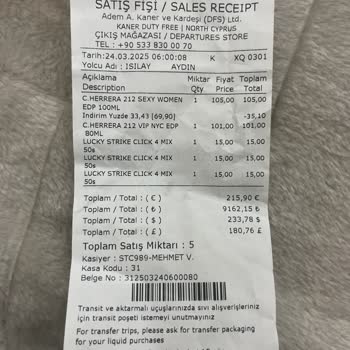 SATIŞ FİŞİ / SALES RECEIPT
Adem A. Kaner ve Kardeşi (DFS) Ltd.
KANER DUTY FREE | NORTH CYPRUS
ÇIKIŞ MAĞAZASI / DEPARTURES STORE
TEL : +90 533 830 00 70
Tarih:24.03.2025 06:00:08 K XQ 0301
Yolcu Adı : ISILAY AYDIN
Açıklama Miktar Fiyat Toplam
Description Qty. Price Total
C.HERRERA 212 SEXY WOMEN 1 105,00 105,00
EDP 100ML
Indirim Yuzde 33,43 [69,90] -35,10
C.HERRERA 212 VIP NYC EDP 1 101,00 101,00
80ML
LUCKY STRIKE CLICK 4 MIX 1 15,00 15,00
50s
LUCKY STRIKE CLICK 4 MIX 1 15,00 15,00
50s
LUCKY STRIKE CLICK 4 MIX 1 15,00 15,00
50s
Toplam / Total : ( € ) 215,90 €
Toplam / Total : ( ₺ ) 9162,15 ₺
Toplam / Total : ( $ ) 233,78 $
Toplam / Total : ( £ ) 180,76 £
Toplam Satış Miktarı : 5
Kasiyer : STC989-MEHMET V.
Kasa Kodu : 31
Belge No : 312503240600080
Transit ve aktarmalı uçuşlarınızda sıvı alışverişleriniz
için transit poşeti istemeyi unutmayınız
For transfer trips, please ask for transfer packaging
for your liquid purchases